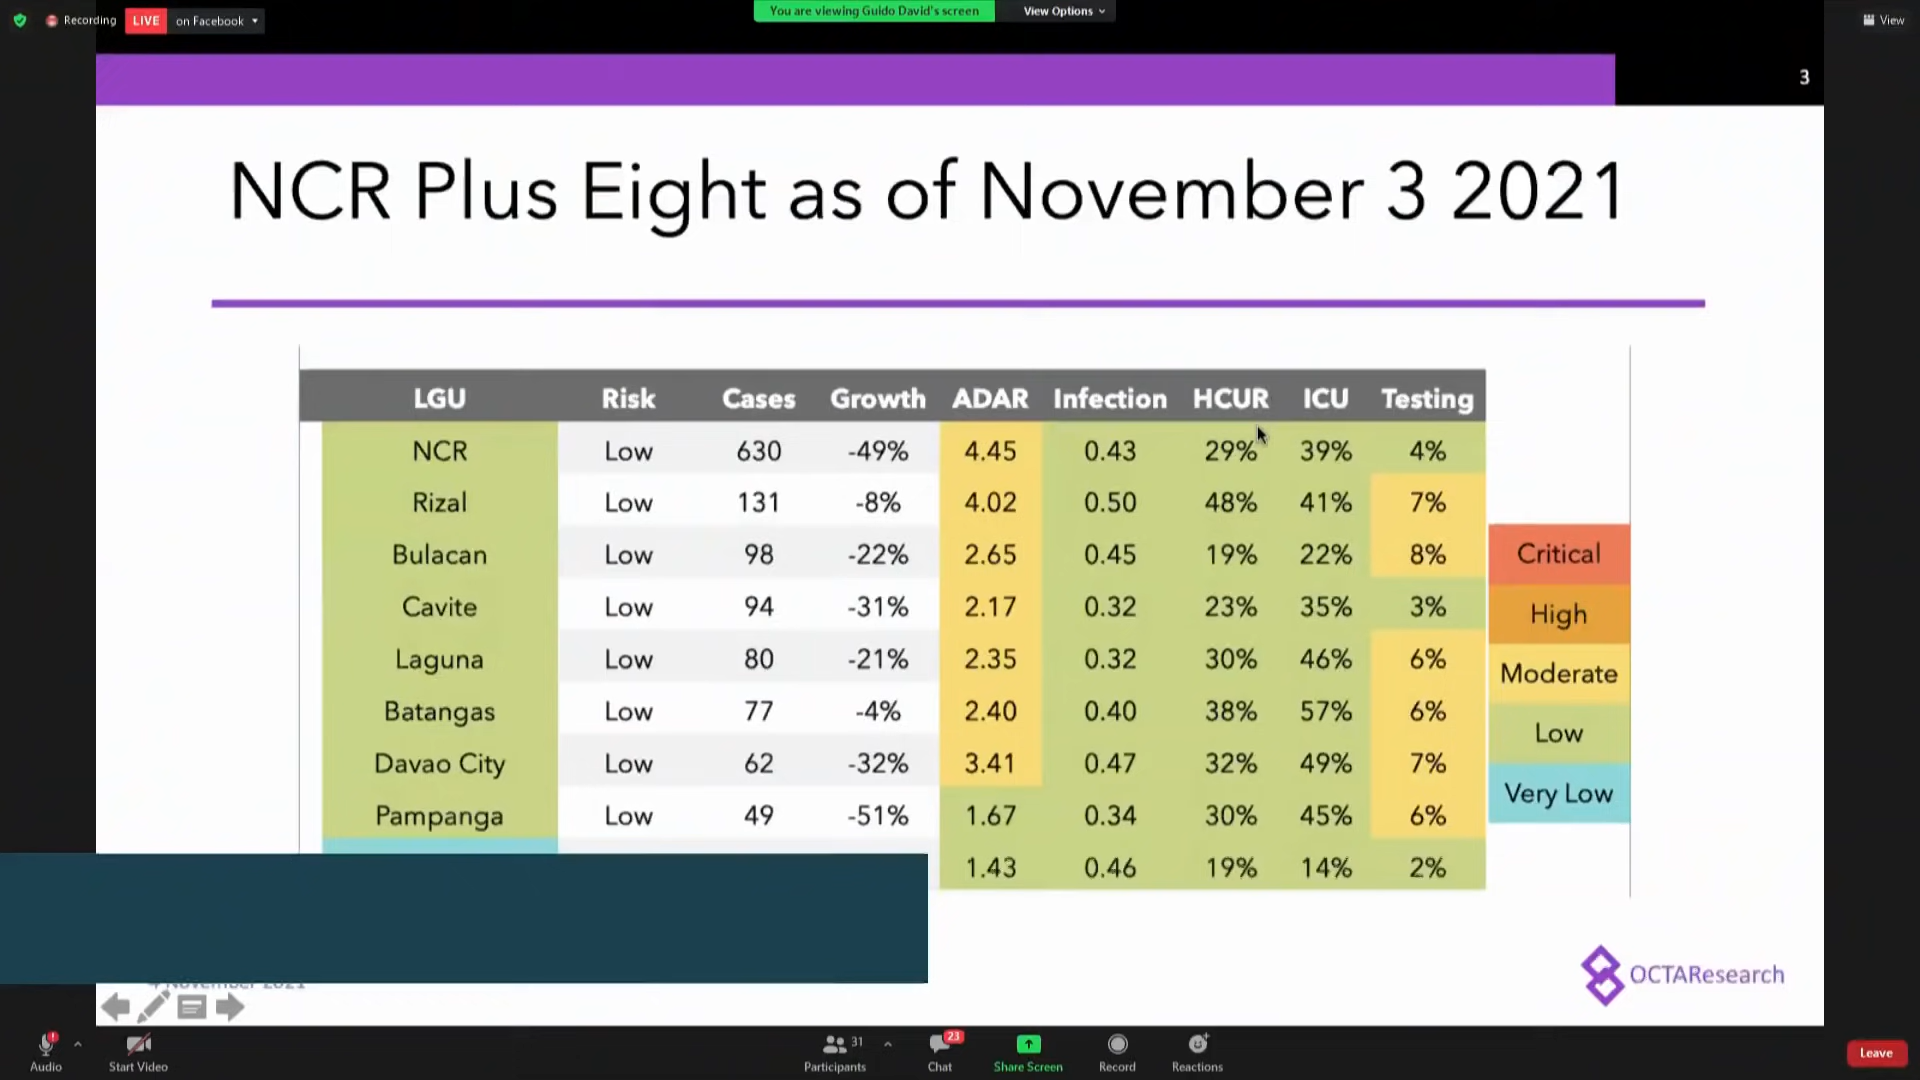 Recording LIVE on Facebook
You are viewing Guido David's screen View Options
View
3
NCR Plus Eight as of November 3 2021
LGU Risk Cases Growth ADAR Infection HCUR ICU Testing
NCR Low 630 -49% 4.45 0.43 29% 39% 4%
Rizal Low 131 -8% 4.02 0.50 48% 41% 7%
Bulacan Low 98 -22% 2.65 0.45 19% 22% 8%
Cavite Low 94 -31% 2.17 0.32 23% 35% 3%
Laguna Low 80 -21% 2.35 0.32 30% 46% 6%
Batangas Low 77 -4% 2.40 0.40 38% 57% 6%
Davao City Low 62 -32% 3.41 0.47 32% 49% 7%
Pampanga Low 49 -51% 1.67 0.34 30% 45% 6%
1.43 0.46 19% 14% 2%
Critical
High
Moderate
Low
Very Low
4 November 2021
OCTAResearch
Audio
Start Video
31
Participants
23
Chat
Share Screen
Record
Reactions
Leave